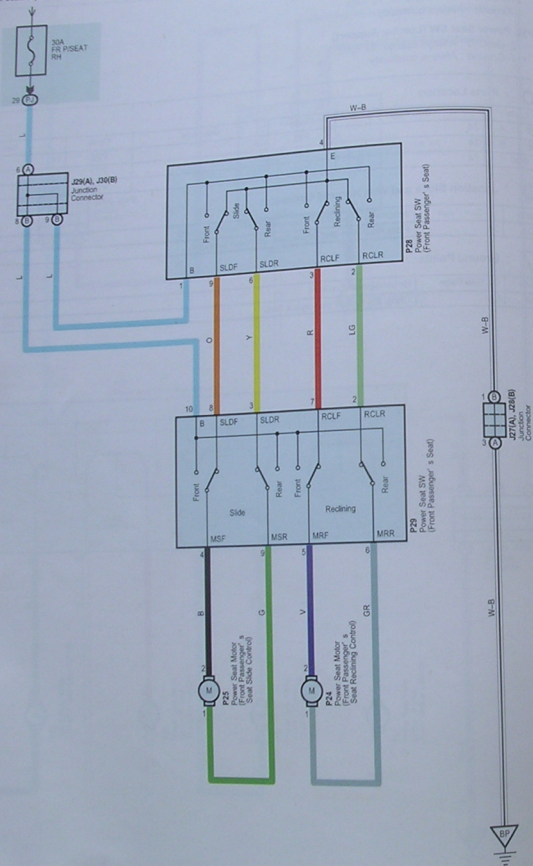 30A
FR P/SEAT
RH
29
L
6 A
J29(A), J30(B)
Junction
Connector
8 B
9 B
L
L
W-B
4
E
Front
Slide
Rear
Front
Reclining
Rear
P28
Power Seat SW
(Front Passenger's Seat)
B
SLDF
SLDR
RCLF
RCLR
1
9
6
3
2
O
Y
R
LG
W-B
10
8
3
7
2
B
SLDF
SLDR
RCLF
RCLR
1 B
3 A
J27(A), J28(B)
Junction
Connector
Front
Slide
Rear
Front
Reclining
Rear
P29
Power Seat SW
(Front Passenger's Seat)
MSF
MSR
MRF
MRR
4
9
5
6
B
G
V
GR
W-B
2
M
1
P25
Power Seat Motor
(Front Passenger's
Seat Slide Control)
2
M
1
P24
Power Seat Motor
(Front Passenger's
Seat Reclining Control)
BP